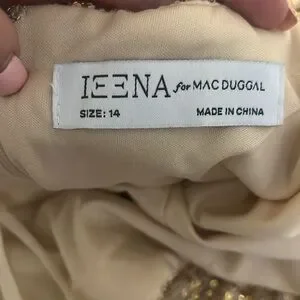 IEENA for MAC DUGGAL
SIZE: 14 MADE IN CHINA